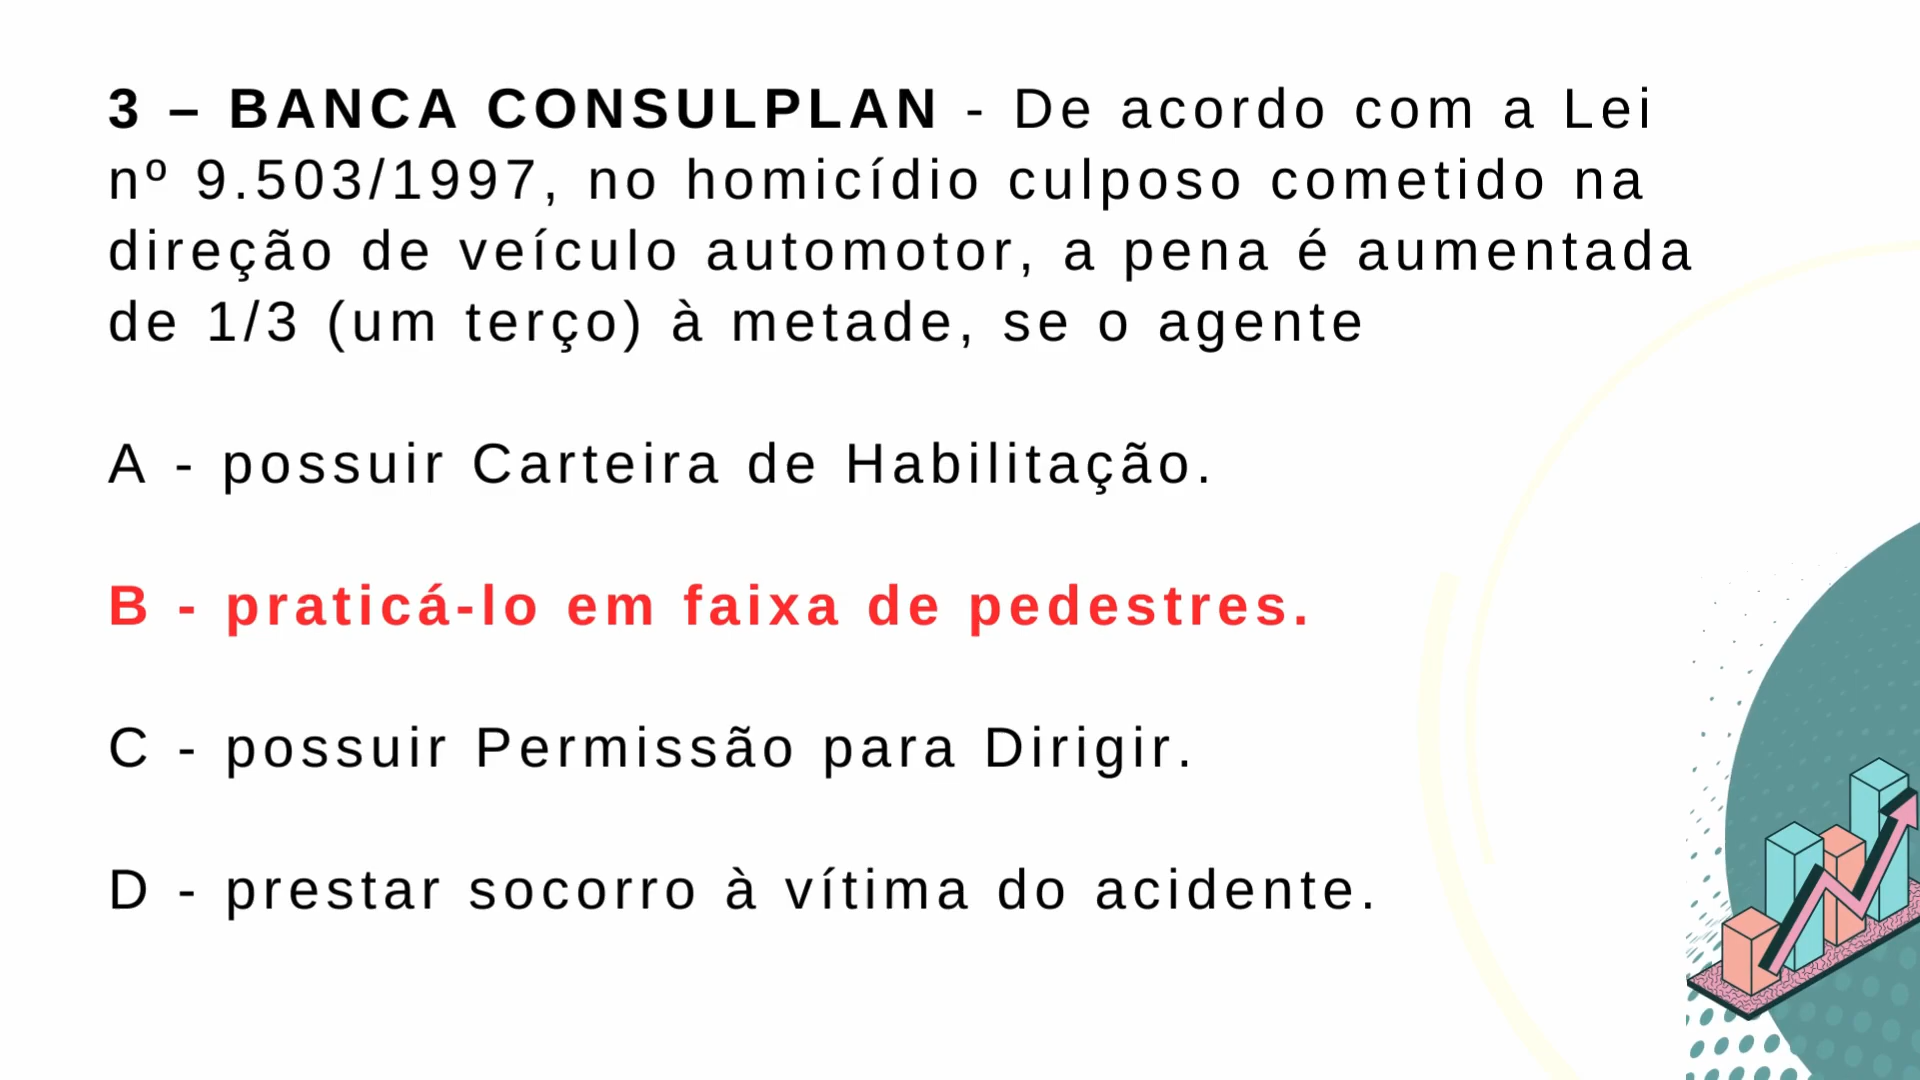 3 – BANCA CONSULPLAN - De acordo com a Lei
nº 9.503/1997, no homicídio culposo cometido na
direção de veículo automotor, a pena é aumentada
de 1/3 (um terço) à metade, se o agente
A - possuir Carteira de Habilitação.
B - praticá-lo em faixa de pedestres.
C - possuir Permissão para Dirigir.
D - prestar socorro à vítima do acidente.